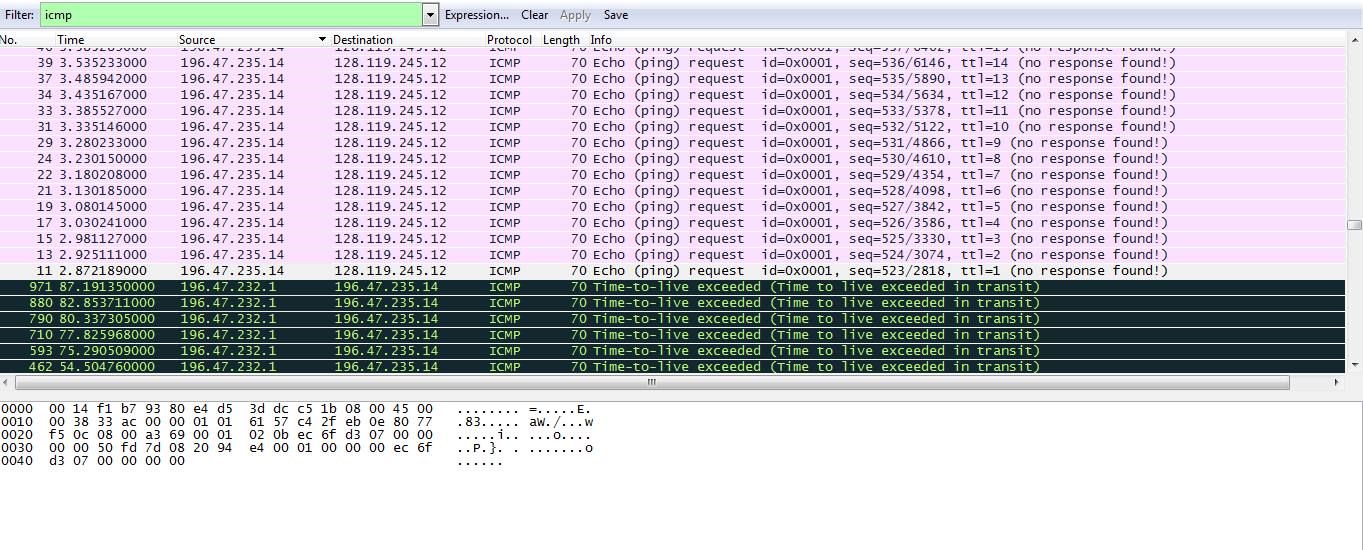 Filter: icmp Expression... Clear Apply Save
No. Time Source Destination Protocol Length Info
40 3.585289000 196.47.235.14 128.119.245.12 ICMP 70 Echo (ping) request id=0x0001, seq=537/6402, ttl=15 (no response found!)
39 3.535233000 196.47.235.14 128.119.245.12 ICMP 70 Echo (ping) request id=0x0001, seq=536/6146, ttl=14 (no response found!)
37 3.485942000 196.47.235.14 128.119.245.12 ICMP 70 Echo (ping) request id=0x0001, seq=535/5890, ttl=13 (no response found!)
34 3.435167000 196.47.235.14 128.119.245.12 ICMP 70 Echo (ping) request id=0x0001, seq=534/5634, ttl=12 (no response found!)
33 3.385527000 196.47.235.14 128.119.245.12 ICMP 70 Echo (ping) request id=0x0001, seq=533/5378, ttl=11 (no response found!)
31 3.335146000 196.47.235.14 128.119.245.12 ICMP 70 Echo (ping) request id=0x0001, seq=532/5122, ttl=10 (no response found!)
29 3.280233000 196.47.235.14 128.119.245.12 ICMP 70 Echo (ping) request id=0x0001, seq=531/4866, ttl=9 (no response found!)
24 3.230150000 196.47.235.14 128.119.245.12 ICMP 70 Echo (ping) request id=0x0001, seq=530/4610, ttl=8 (no response found!)
22 3.180208000 196.47.235.14 128.119.245.12 ICMP 70 Echo (ping) request id=0x0001, seq=529/4354, ttl=7 (no response found!)
21 3.130185000 196.47.235.14 128.119.245.12 ICMP 70 Echo (ping) request id=0x0001, seq=528/4098, ttl=6 (no response found!)
19 3.080145000 196.47.235.14 128.119.245.12 ICMP 70 Echo (ping) request id=0x0001, seq=527/3842, ttl=5 (no response found!)
17 3.030241000 196.47.235.14 128.119.245.12 ICMP 70 Echo (ping) request id=0x0001, seq=526/3586, ttl=4 (no response found!)
15 2.981127000 196.47.235.14 128.119.245.12 ICMP 70 Echo (ping) request id=0x0001, seq=525/3330, ttl=3 (no response found!)
13 2.925111000 196.47.235.14 128.119.245.12 ICMP 70 Echo (ping) request id=0x0001, seq=524/3074, ttl=2 (no response found!)
11 2.872189000 196.47.235.14 128.119.245.12 ICMP 70 Echo (ping) request id=0x0001, seq=523/2818, ttl=1 (no response found!)
971 87.191350000 196.47.232.1 196.47.235.14 ICMP 70 Time-to-live exceeded (Time to live exceeded in transit)
880 82.853711000 196.47.232.1 196.47.235.14 ICMP 70 Time-to-live exceeded (Time to live exceeded in transit)
790 80.337305000 196.47.232.1 196.47.235.14 ICMP 70 Time-to-live exceeded (Time to live exceeded in transit)
710 77.825968000 196.47.232.1 196.47.235.14 ICMP 70 Time-to-live exceeded (Time to live exceeded in transit)
593 75.290509000 196.47.232.1 196.47.235.14 ICMP 70 Time-to-live exceeded (Time to live exceeded in transit)
462 54.504760000 196.47.232.1 196.47.235.14 ICMP 70 Time-to-live exceeded (Time to live exceeded in transit)
0000 00 14 f1 b7 93 80 e4 d5 3d dc c5 1b 08 00 45 00 ........ =.....E.
0010 00 38 33 ac 00 00 01 01 61 57 c4 2f eb 0e 80 77 .83..... aW./...w
0020 f5 0c 08 00 a3 69 00 01 02 0b ec 6f d3 07 00 00 .....i.. ...o....
0030 00 00 50 fd 7d 08 20 94 e4 00 01 00 00 00 ec 6f ..P.}. . .......o
0040 d3 07 00 00 00 00 ......